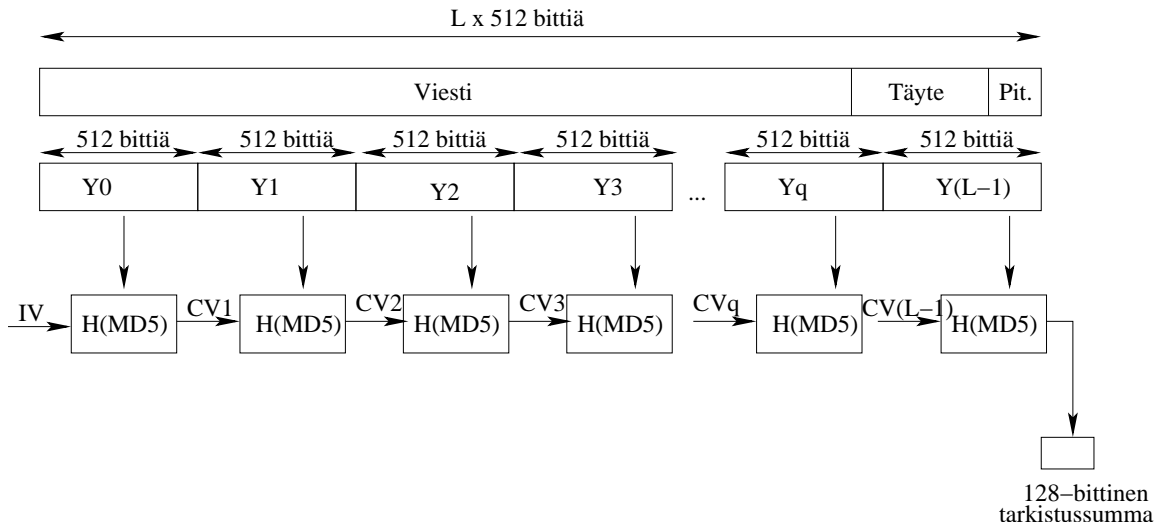 L x 512 bittiä
Viesti Täyte Pit.
512 bittiä 512 bittiä 512 bittiä 512 bittiä 512 bittiä 512 bittiä
Y0 Y1 Y2 Y3 ... Yq Y(L−1)
IV CV1 CV2 CV3 CVq CV(L−1)
H(MD5) H(MD5) H(MD5) H(MD5) H(MD5) H(MD5)
128−bittinen
tarkistussumma